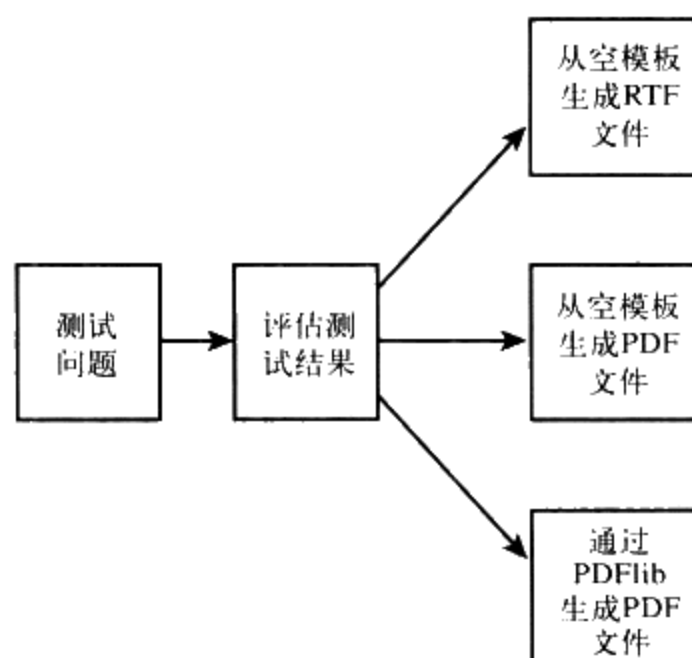 测试
问题
评估测
试结果
从空模板
生成RTF
文件
从空模板
生成PDF
文件
通过
PDFlib
生成PDF
文件